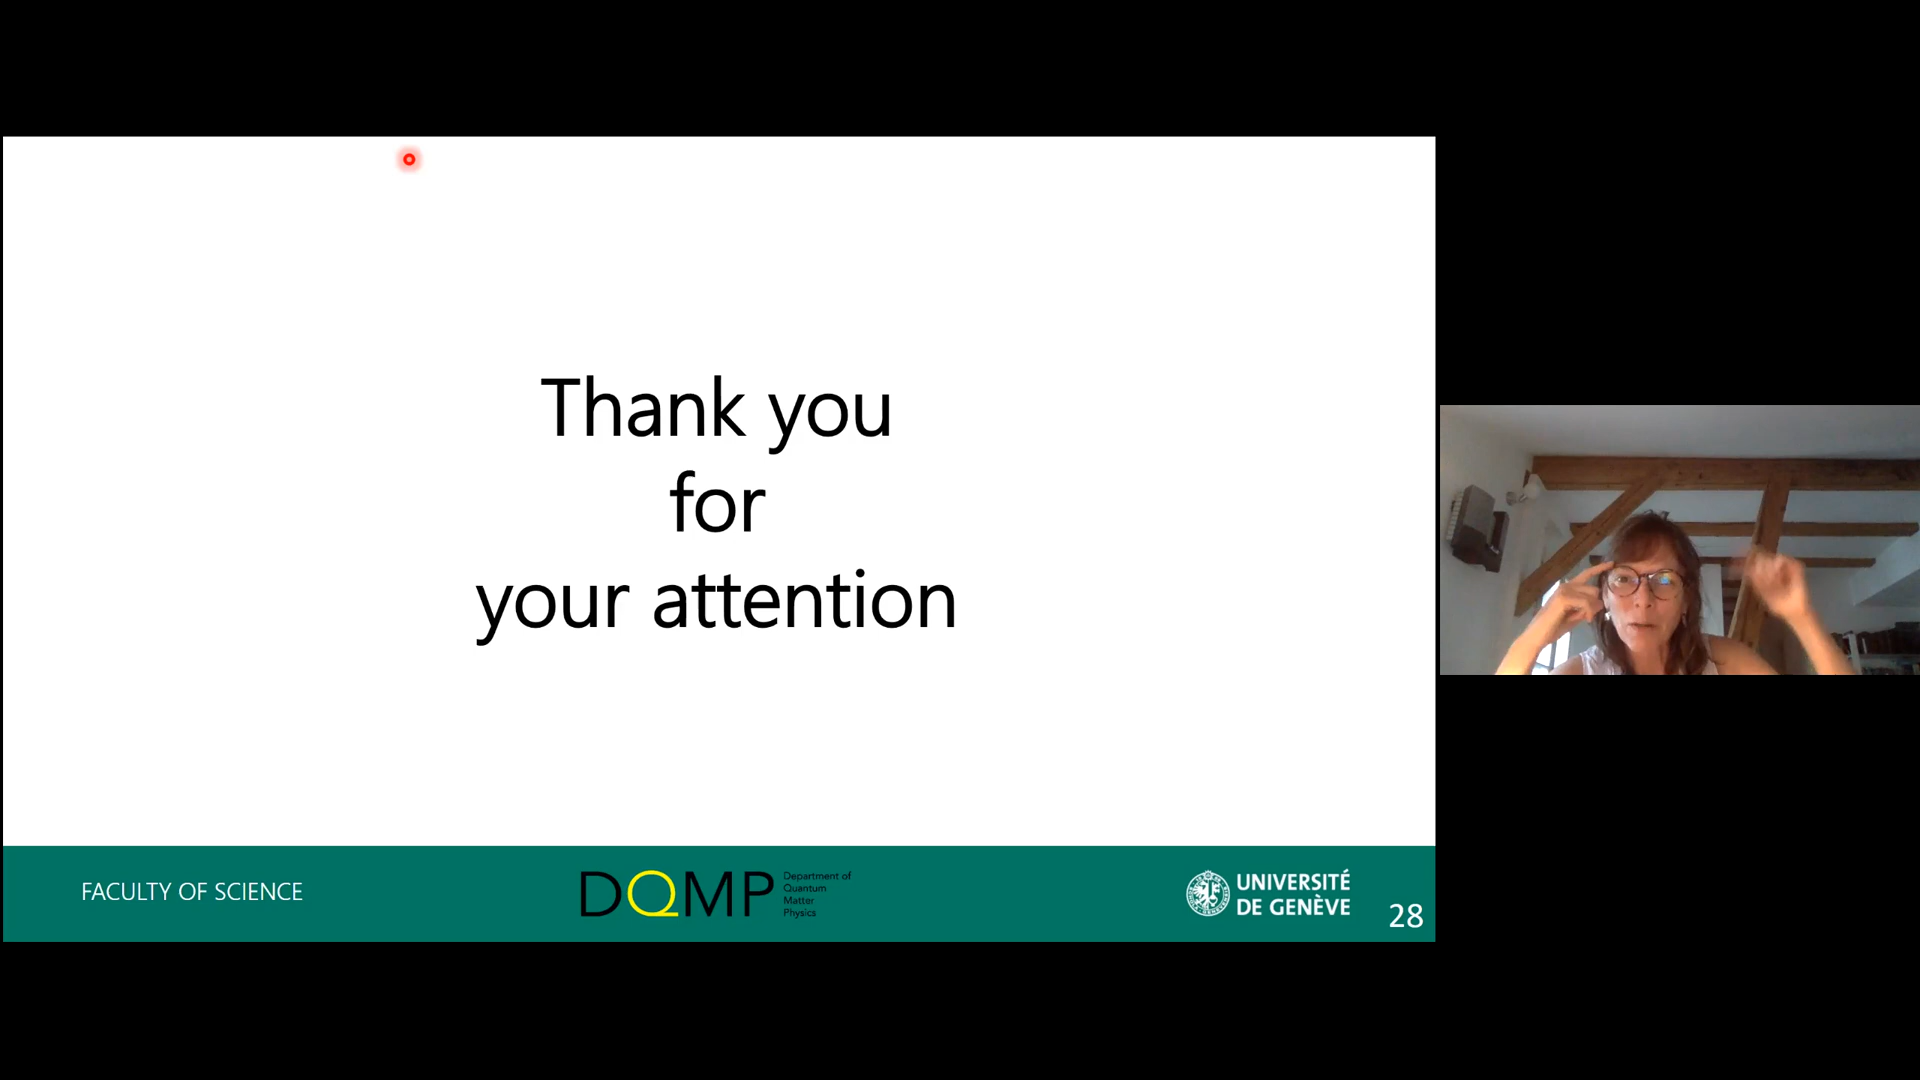 Thank you
for
your attention
FACULTY OF SCIENCE
DQMP
Department of
Quantum
Matter
Physics
UNIVERSITÉ
DE GENÈVE
28